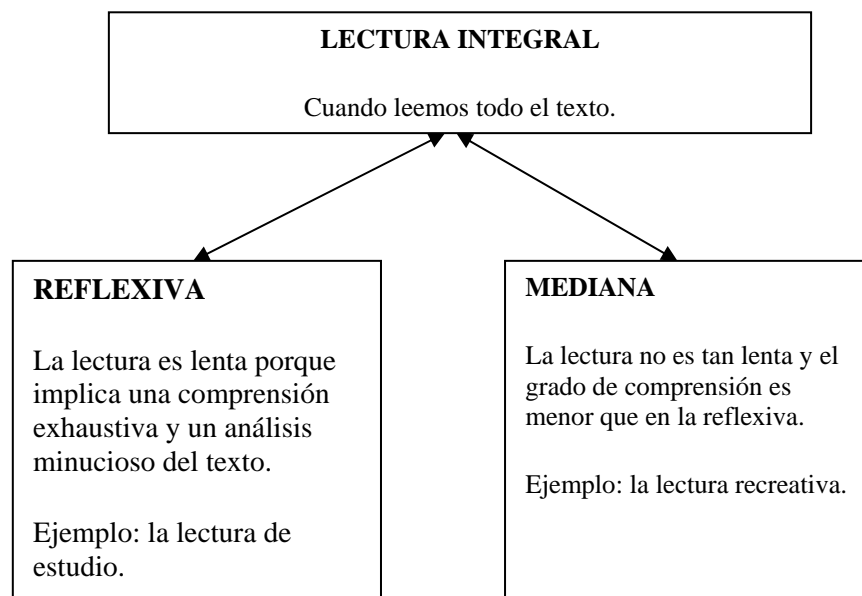 LECTURA INTEGRAL
Cuando leemos todo el texto.
REFLEXIVA
La lectura es lenta porque
implica una comprensión
exhaustiva y un análisis
minucioso del texto.
Ejemplo: la lectura de
estudio.
MEDIANA
La lectura no es tan lenta y el
grado de comprensión es
menor que en la reflexiva.
Ejemplo: la lectura recreativa.